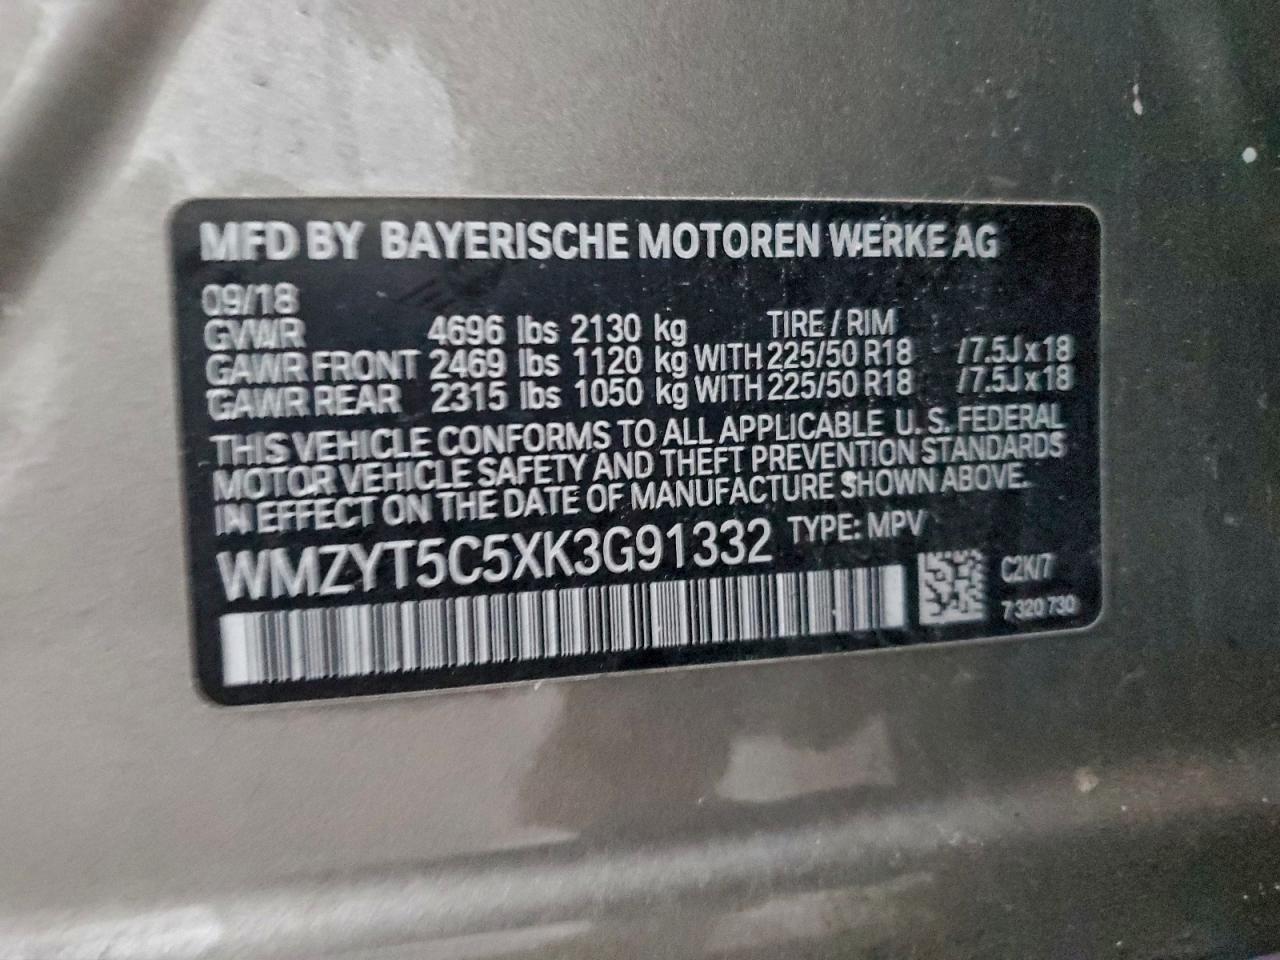 MFD BY BAYERISCHE MOTOREN WERKE AG
09/18
GVWR 4696 lbs 2130 kg TIRE / RIM
GAWR FRONT 2469 lbs 1120 kg WITH 225/50 R18 /7.5J x 18
GAWR REAR 2315 lbs 1050 kg WITH 225/50 R18 /7.5J x 18
THIS VEHICLE CONFORMS TO ALL APPLICABLE U. S. FEDERAL
MOTOR VEHICLE SAFETY AND THEFT PREVENTION STANDARDS
IN EFFECT ON THE DATE OF MANUFACTURE SHOWN ABOVE.
WMZYT5C5XK3G91332 TYPE: MPV
C2K/7
7 320 730